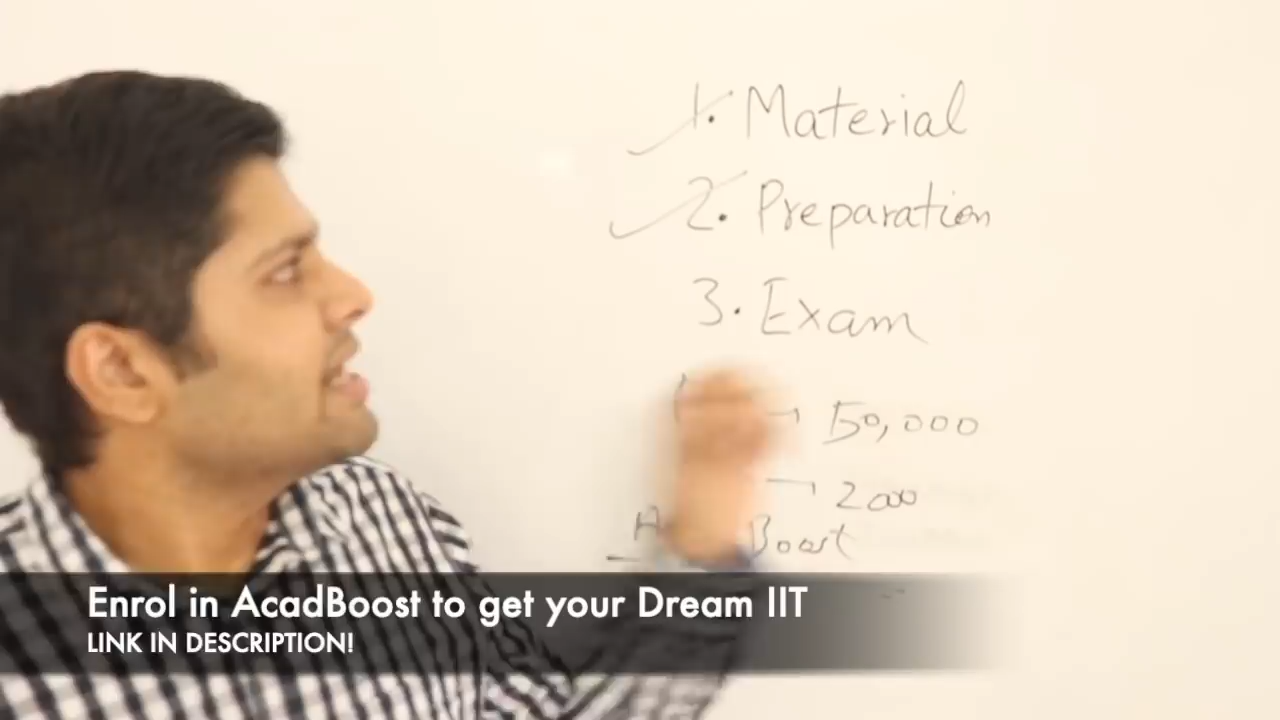 1. Material
2. Preparation
3. Exam
50,000
2000
Boost
Enrol in AcadBoost to get your Dream IIT
LINK IN DESCRIPTION!